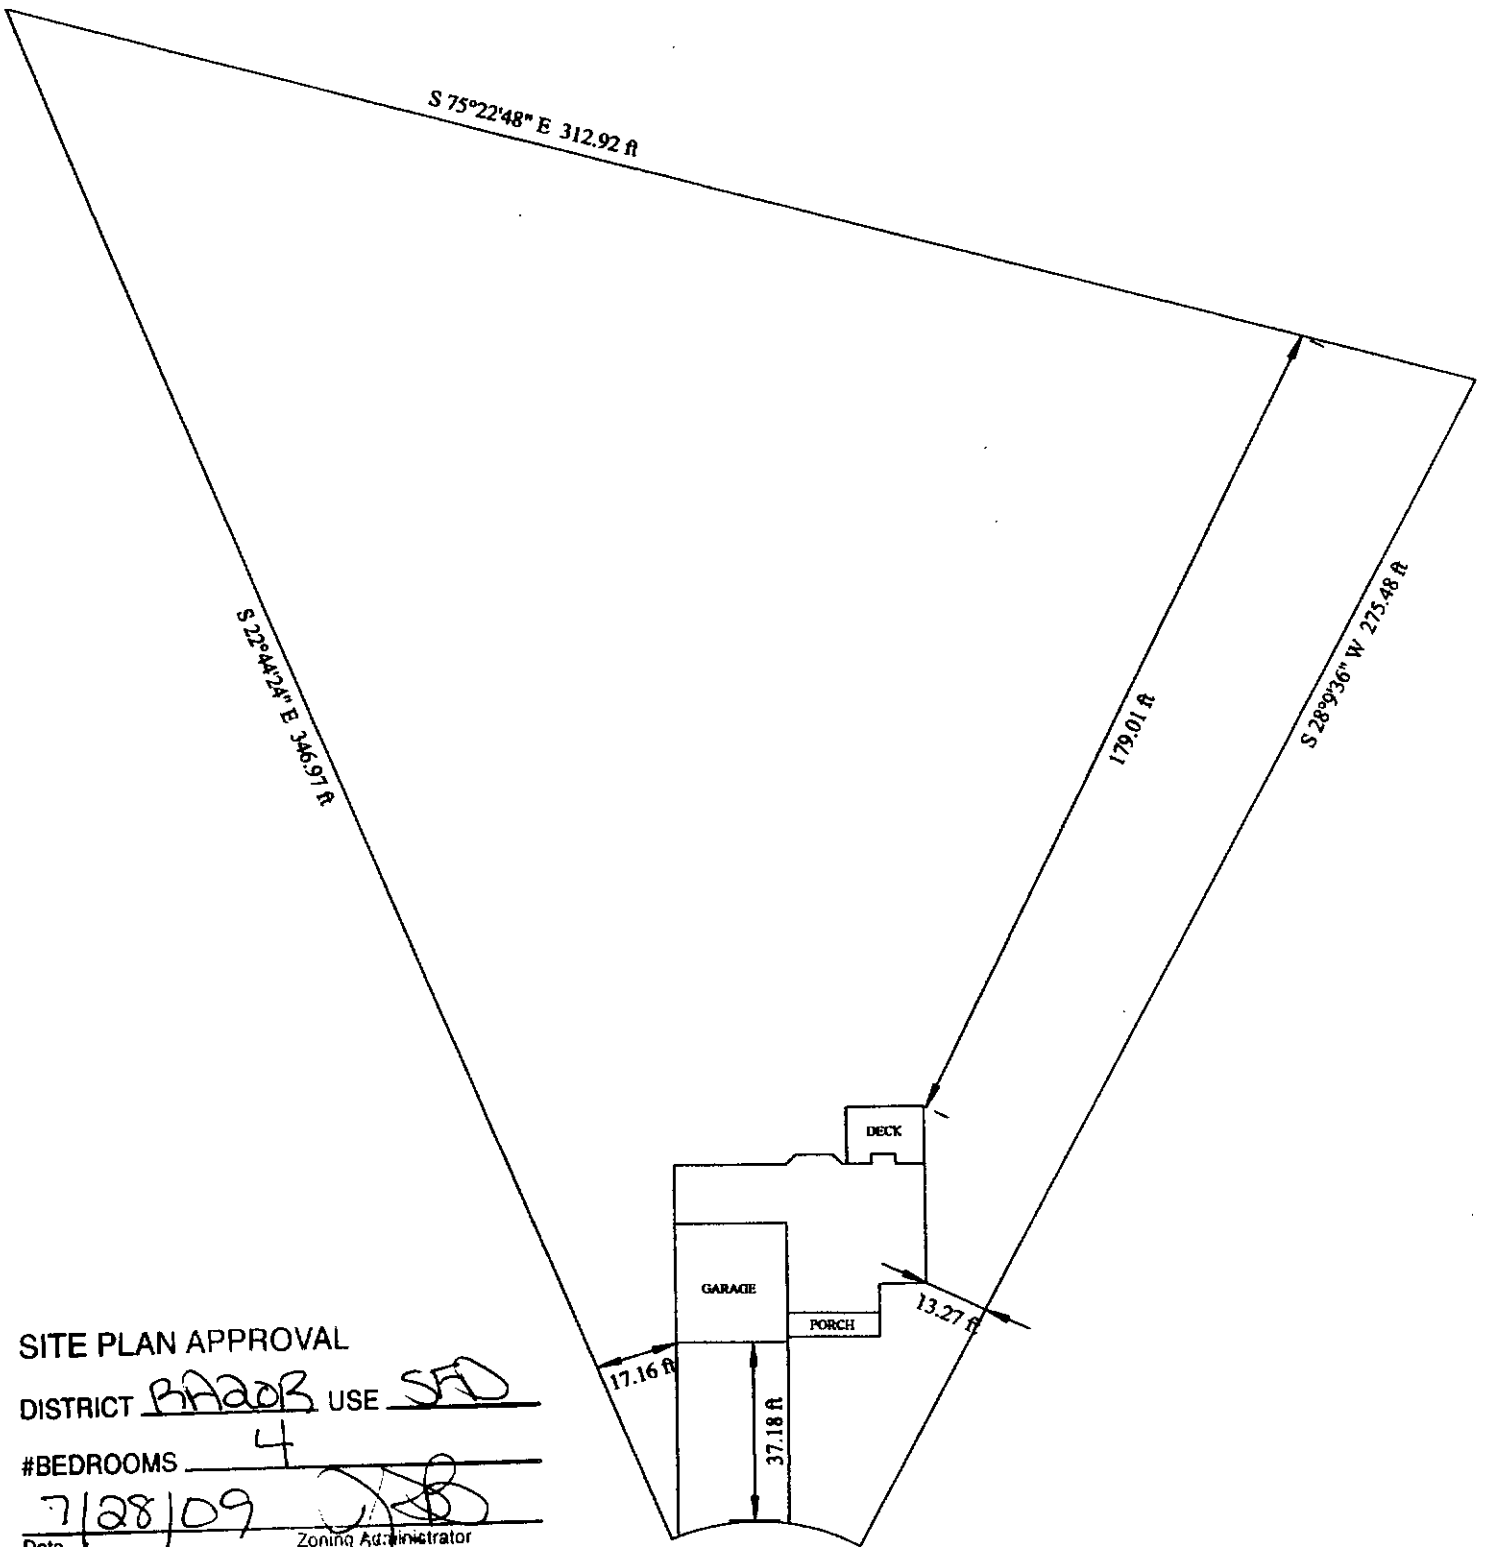 S 75°22'48" E 312.92 ft
S 22°44'24" E 346.97 ft
179.01 ft
S 28°9'36" W 275.48 ft
DECK
GARAGE
PORCH
13.27 ft
17.16 ft
37.18 ft
SITE PLAN APPROVAL
DISTRICT RA20R USE SFD
#BEDROOMS 4
7/28/09
Date Zoning Administrator